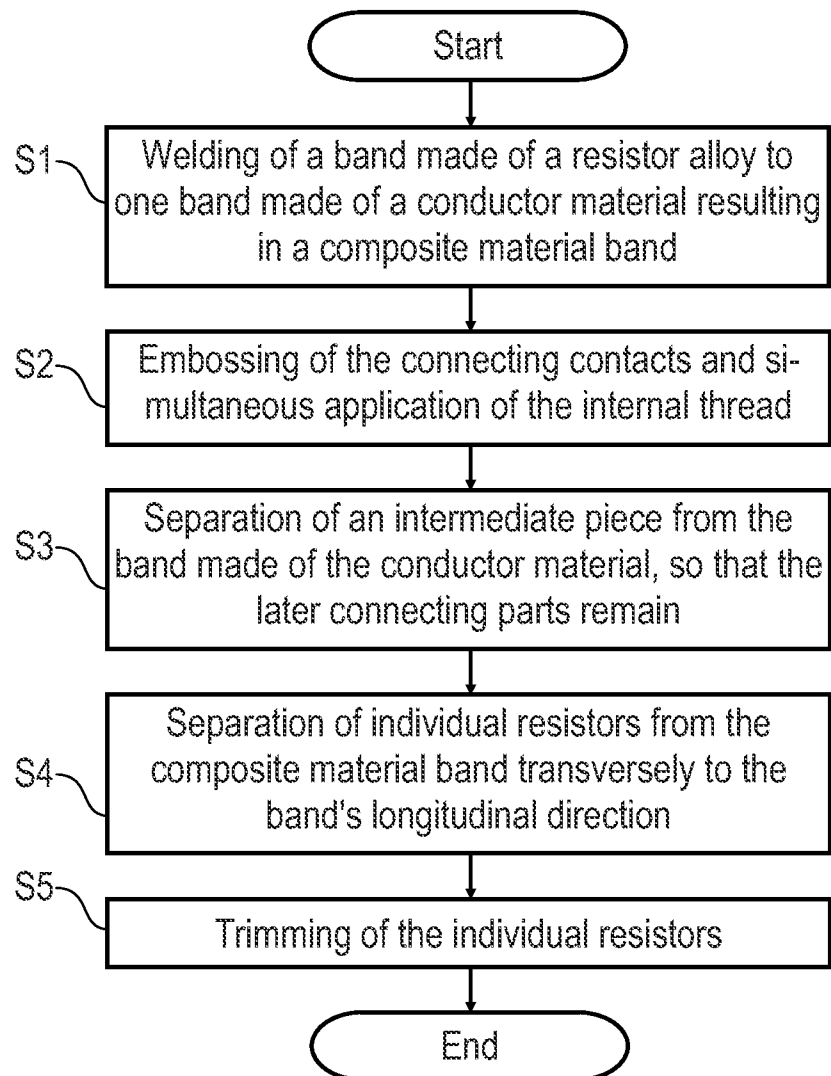 Start
S1
Welding of a band made of a resistor alloy to
one band made of a conductor material resulting
in a composite material band
S2
Embossing of the connecting contacts and si-
multaneous application of the internal thread
S3
Separation of an intermediate piece from the
band made of the conductor material, so that the
later connecting parts remain
S4
Separation of individual resistors from the
composite material band transversely to the
band's longitudinal direction
S5
Trimming of the individual resistors
End